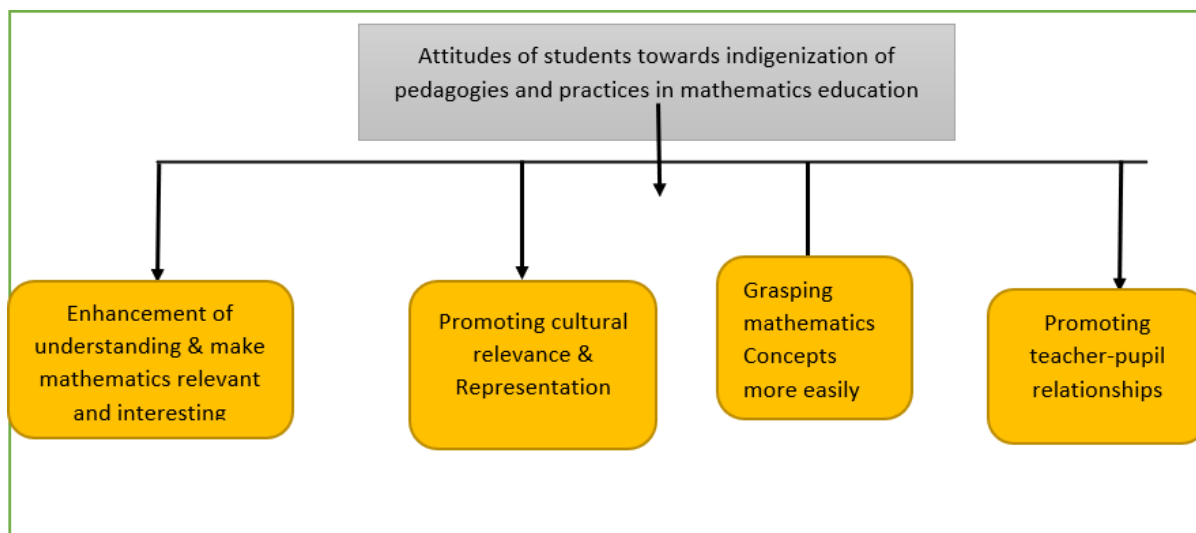 Attitudes of students towards indigenization of
pedagogies and practices in mathematics education
Enhancement of
understanding & make
mathematics relevant
and interesting
Promoting cultural
relevance &
Representation
Grasping
mathematics
Concepts
more easily
Promoting
teacher-pupil
relationships